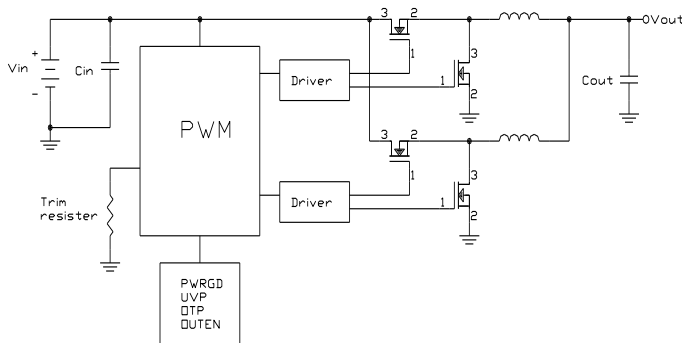 3 2
0Vout
+
Vin
-
Cin
1
3
Driver
1
2
Cout
PWM
3 2
1
3
Trim
resister
Driver
1
2
PWRGD
UVP
OTP
OUTEN